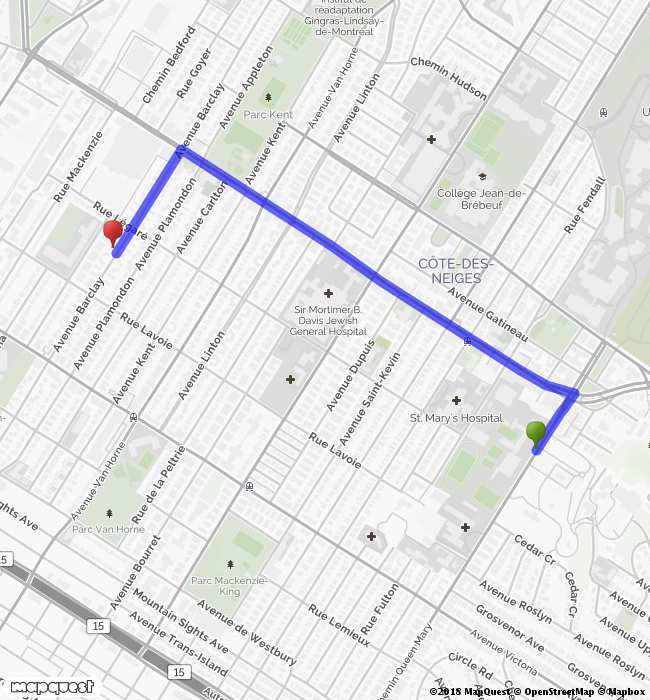 Institut de
réadaptation
Gingras-Lindsay-
de-Montréal
Chemin Bedford
Rue Goyer
Avenue Appleton
Avenue Van-Horne
Avenue Linton
Chemin Hudson
Avenue Barclay
Parc Kent
Avenue Kent
Rue Mackenzie
Collège Jean-de-
Brébeuf
Rue Fendall
Rue Légaré
Avenue Plamondon
Avenue Carlton
CÔTE-DES-
NEIGES
Avenue Gatineau
Sir Mortimer B.
Davis Jewish
General Hospital
Avenue Barclay
Avenue Plamondon
Rue Lavoie
Avenue Kent
Avenue Linton
Avenue Dupuis
Avenue Saint-Kevin
St. Mary's Hospital
Rue Lavoie
Avenue Van-Horne
Rue de la Peltrie
Parc Van Horne
Avenue Bourret
Parc Mackenzie-
King
Cedar Cr
Cedar Cr
Avenue Roslyn
Grosvenor Ave
Avenue Victoria
Avenue Roslyn
Grosvenor
Circle Rd
Rue Fulton
Chemin Queen-Mary
Rue Lemieux
Avenue de Westbury
Mountain Sights Ave
Avenue Trans-Island
15
15
15
mapquest
©2018 MapQuest © OpenStreetMap © Mapbox